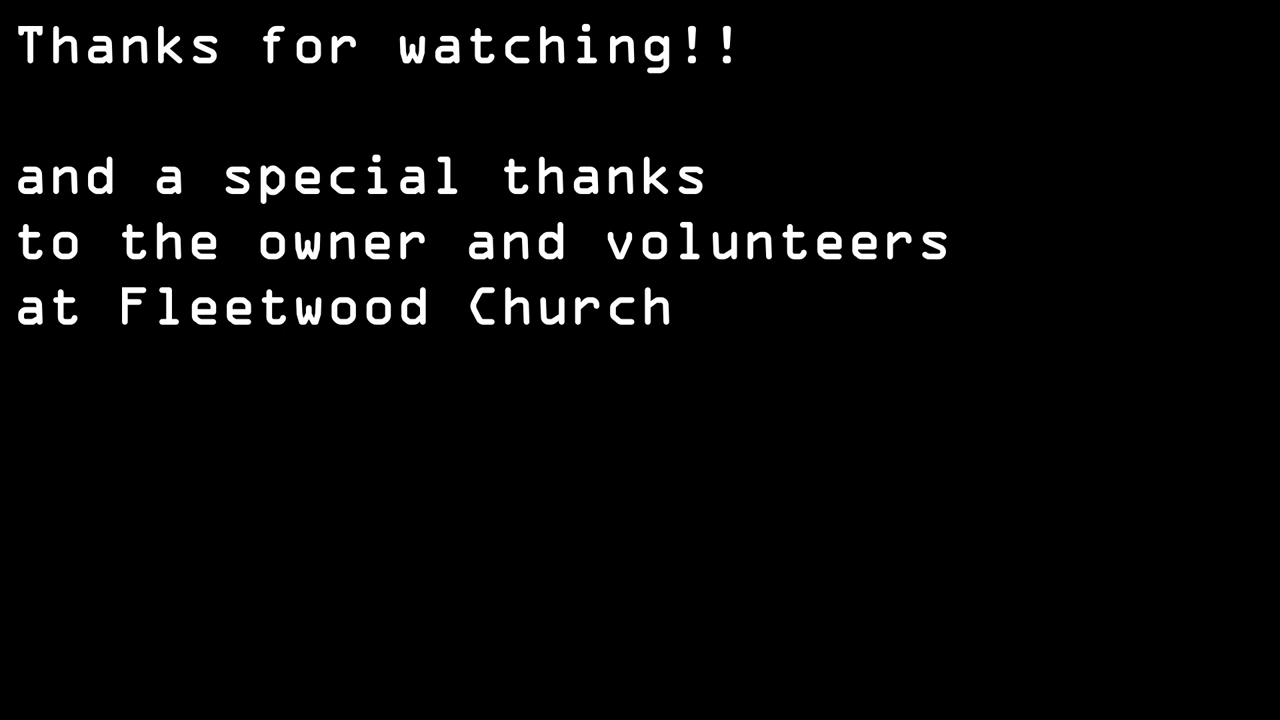 Thanks for watching!!
and a special thanks
to the owner and volunteers
at Fleetwood Church